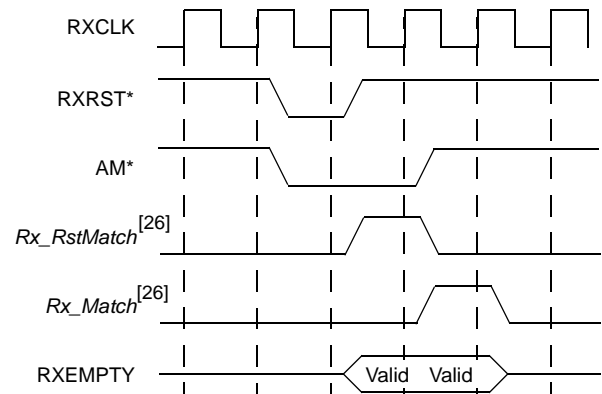 RXCLK
RXRST*
AM*
Rx_RstMatch[26]
Rx_Match[26]
RXEMPTY Valid Valid